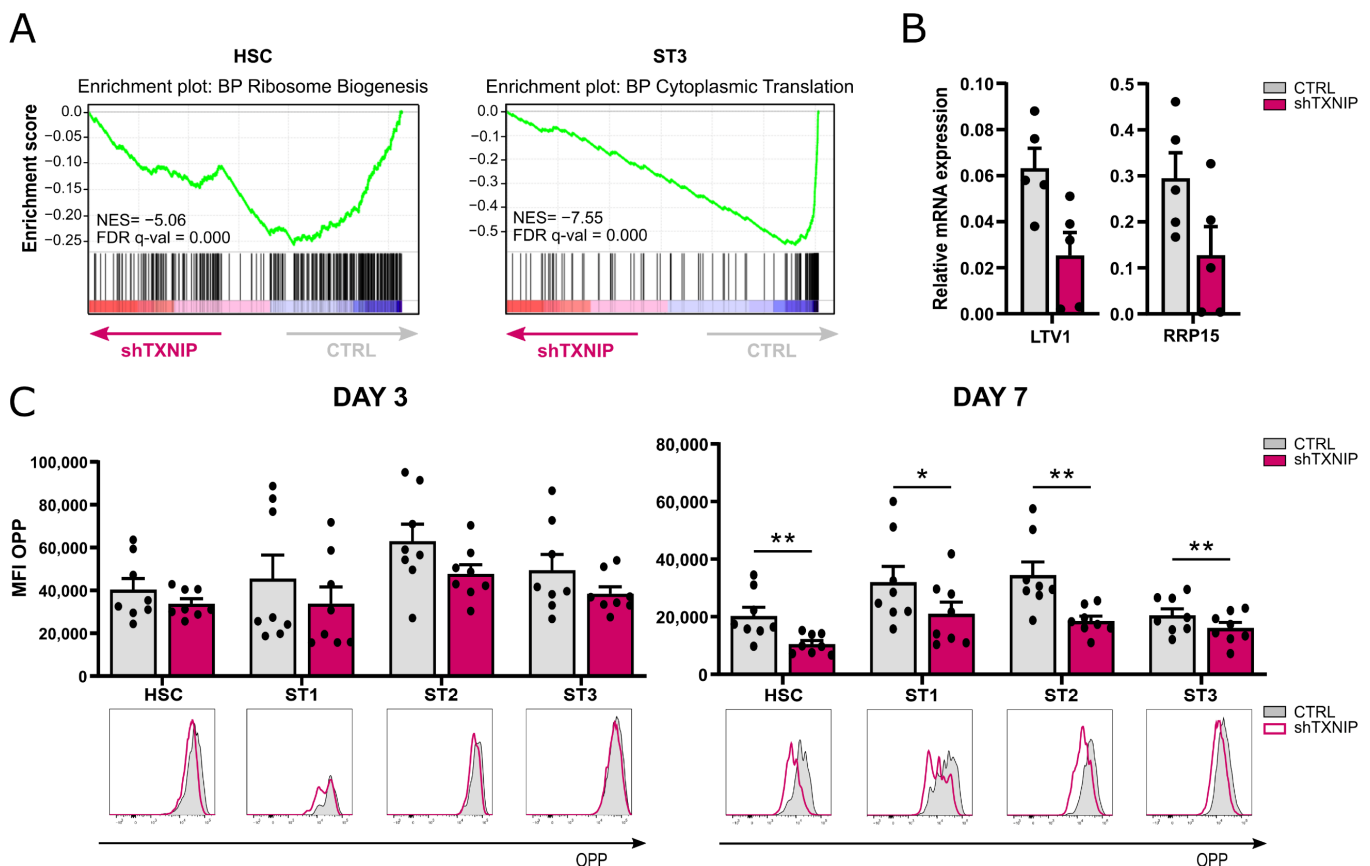 A
HSC
Enrichment plot: BP Ribosome Biogenesis
Enrichment score
0.0
−0.05
−0.10
−0.15
−0.20
−0.25
NES= −5.06
FDR q-val = 0.000
shTXNIP
CTRL
ST3
Enrichment plot: BP Cytoplasmic Translation
0.0
−0.1
−0.2
−0.3
−0.4
−0.5
NES= −7.55
FDR q-val = 0.000
shTXNIP
CTRL
B
Relative mRNA expression
0.10
0.08
0.06
0.04
0.02
0.00
LTV1
0.5
0.4
0.3
0.2
0.1
0.0
RRP15
CTRL
shTXNIP
C
DAY 3
MFI OPP
100,000
80,000
60,000
40,000
20,000
0
HSC ST1 ST2 ST3
OPP
DAY 7
80,000
60,000
40,000
20,000
0
** * ** **
HSC ST1 ST2 ST3
CTRL
shTXNIP
CTRL
shTXNIP
OPP